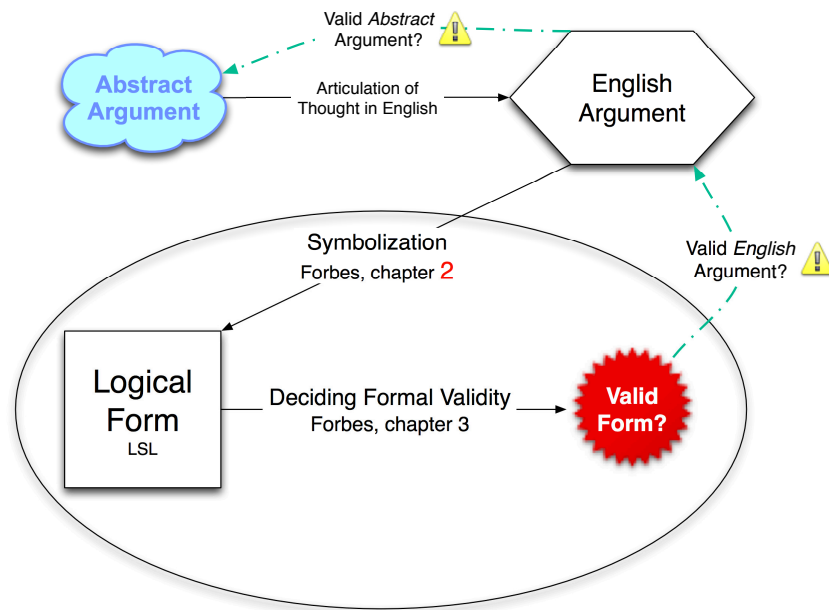 Valid Abstract
Argument?
Abstract
Argument
Articulation of
Thought in English
English
Argument
Symbolization
Forbes, chapter 2
Valid English
Argument?
Logical
Form
LSL
Deciding Formal Validity
Forbes, chapter 3
Valid
Form?